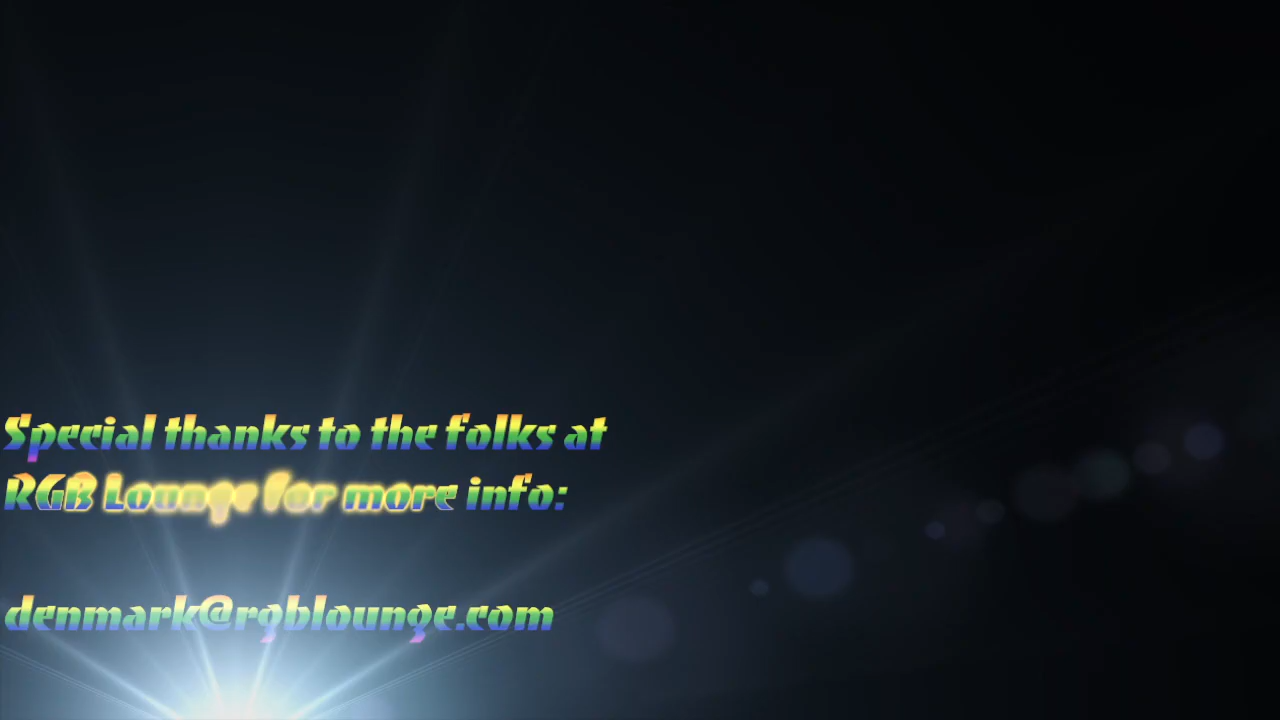 Special thanks to the folks at
RGB Lounge for more info:
denmark@rgblounge.com